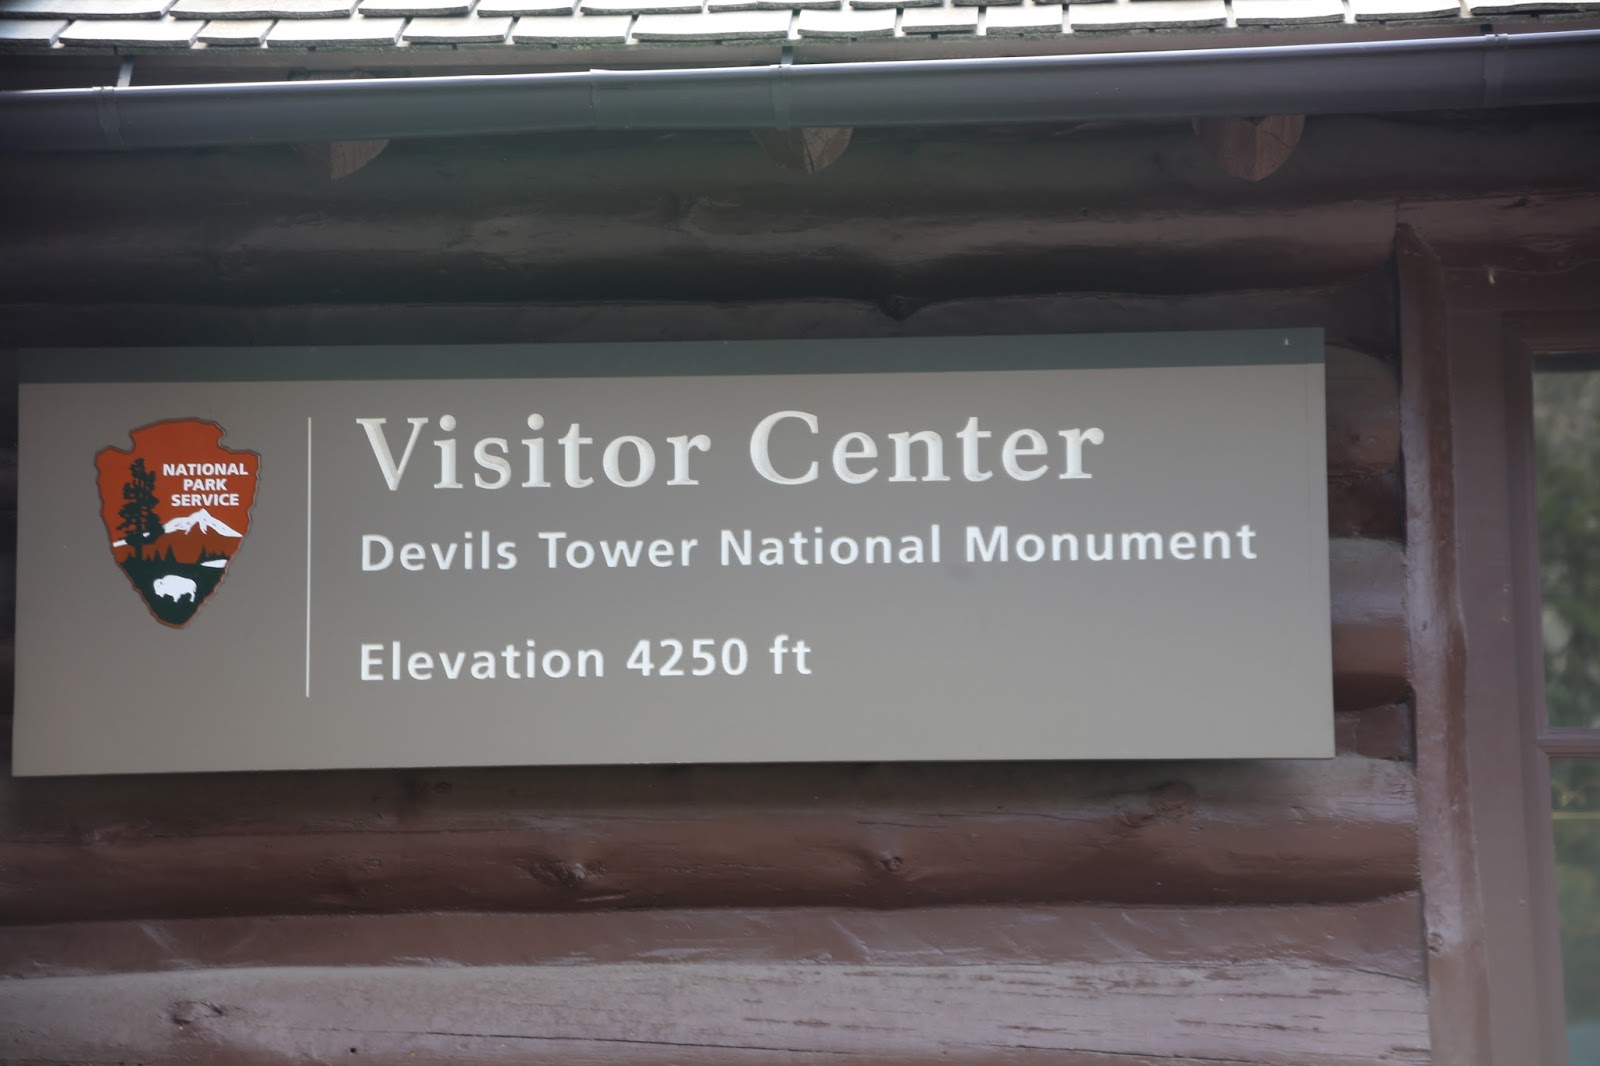 NATIONAL
PARK
SERVICE
Visitor Center
Devils Tower National Monument
Elevation 4250 ft